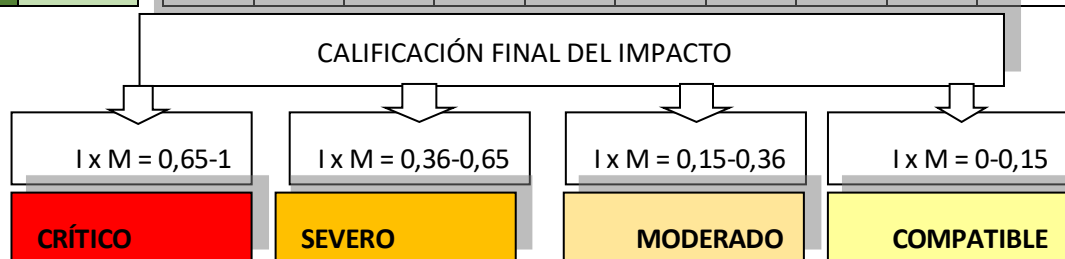 CALIFICACIÓN FINAL DEL IMPACTO
I x M = 0,65-1
I x M = 0,36-0,65
I x M = 0,15-0,36
I x M = 0-0,15
CRÍTICO
SEVERO
MODERADO
COMPATIBLE